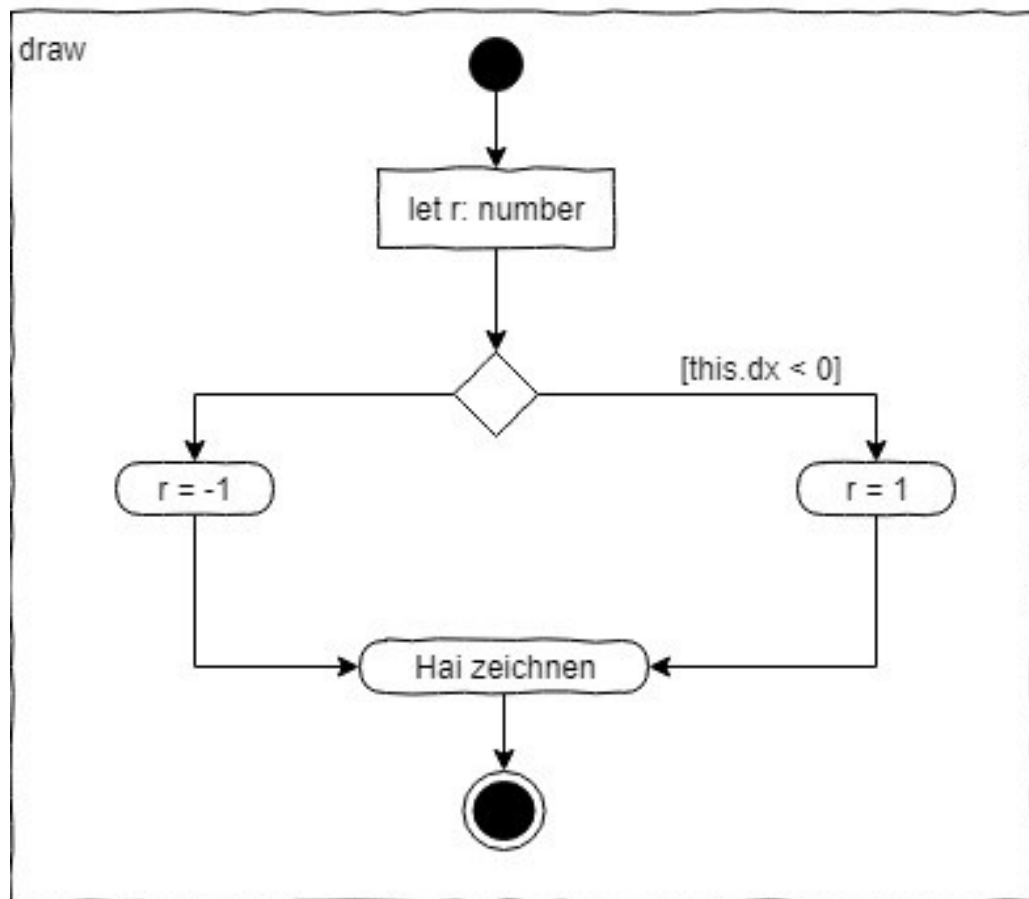 draw
let r: number
[this.dx < 0]
r = -1
r = 1
Hai zeichnen